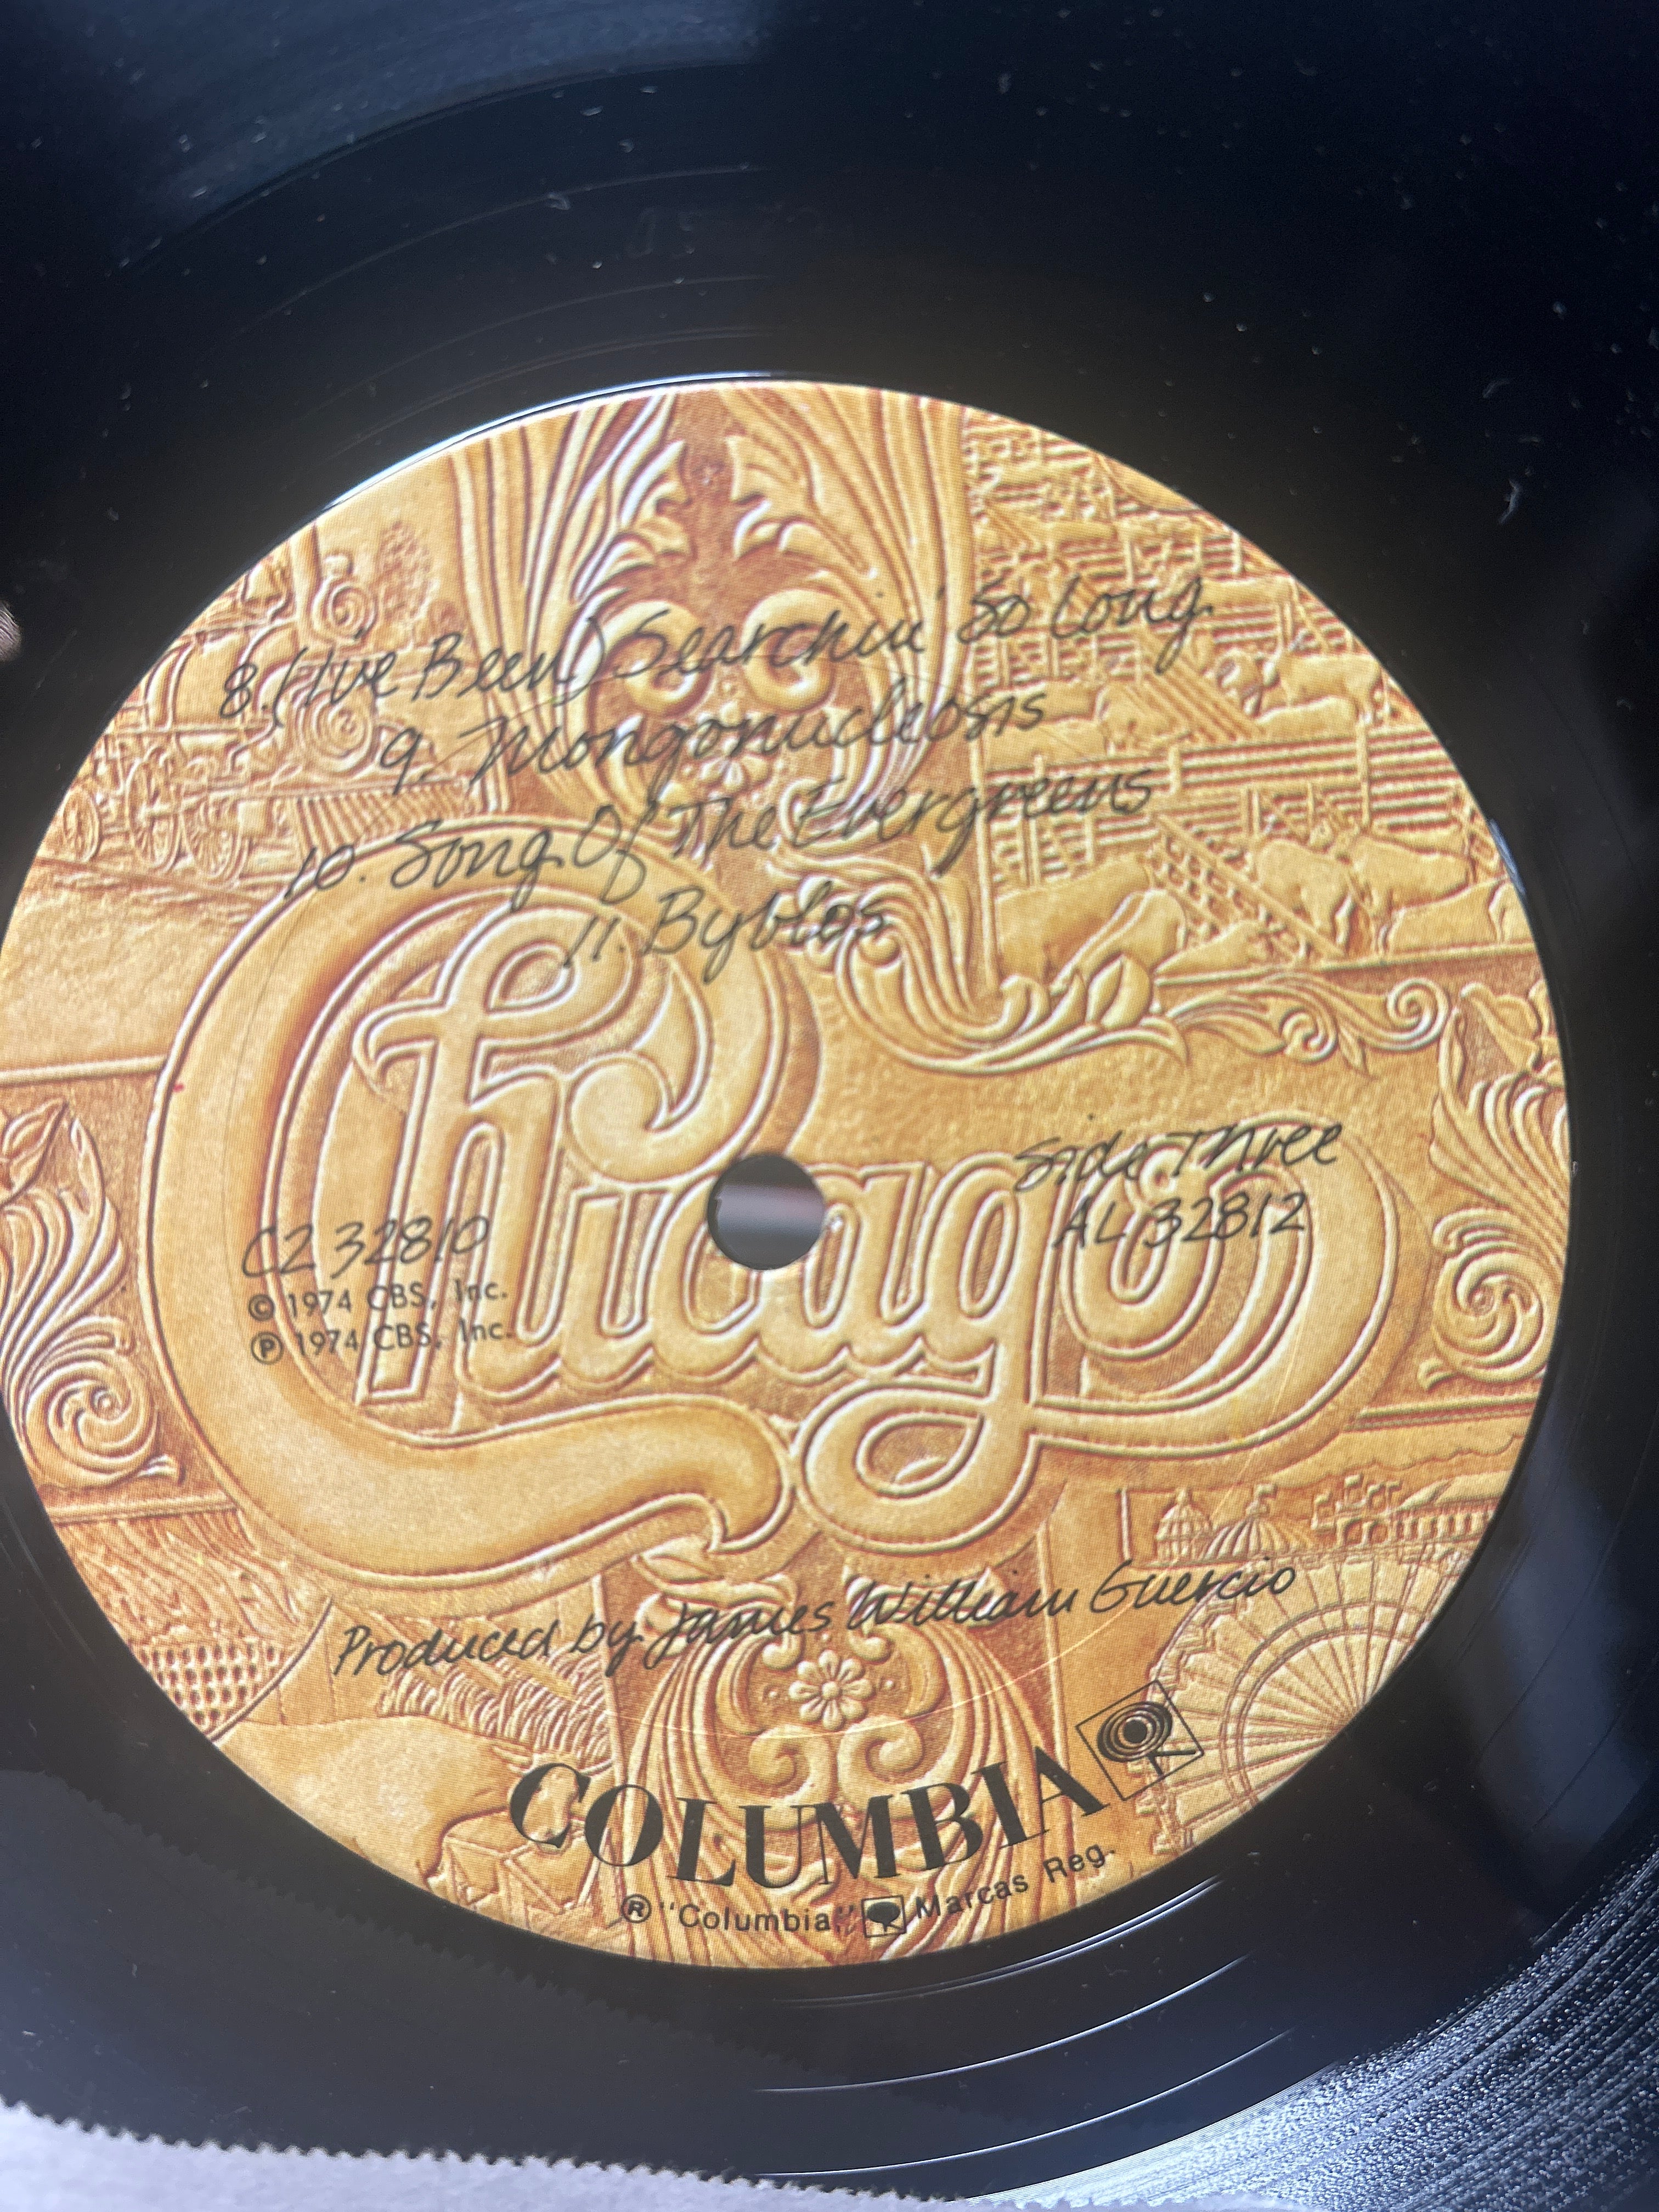 8. (I've Been) Searchin' So Long
9. Mongonucleosis
10. Song Of The Evergreens
11. Byblos
Chicago
Side Three
AL 32812
C2 32810
© 1974 CBS, Inc.
℗ 1974 CBS, Inc.
Produced by James William Guercio
COLUMBIA
® "Columbia," Marcas Reg.